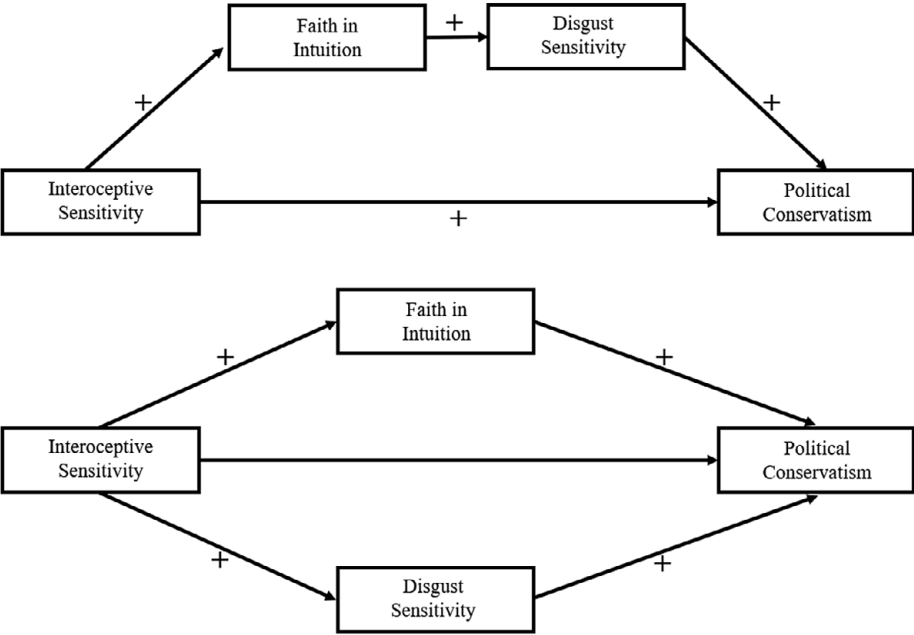 Faith in
Intuition
+
Disgust
Sensitivity
+
+
Interoceptive
Sensitivity
+
Political
Conservatism
Faith in
Intuition
+
+
Interoceptive
Sensitivity
Political
Conservatism
+
+
Disgust
Sensitivity